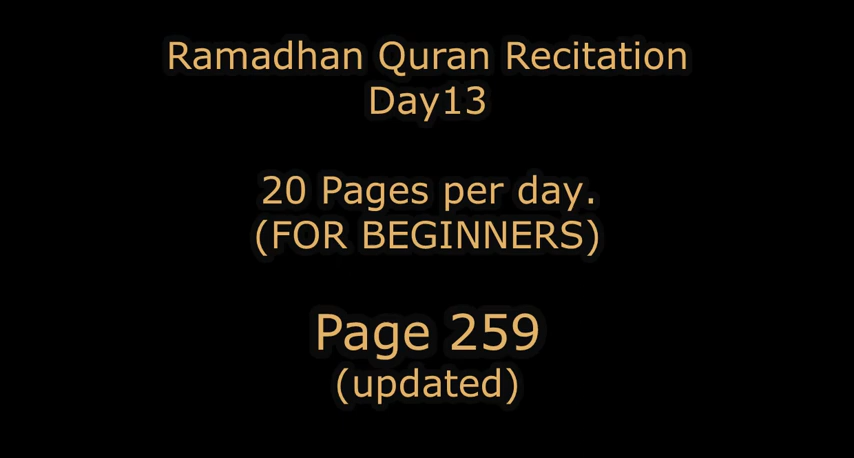 Ramadhan Quran Recitation
Day13
20 Pages per day.
(FOR BEGINNERS)
Page 259
(updated)